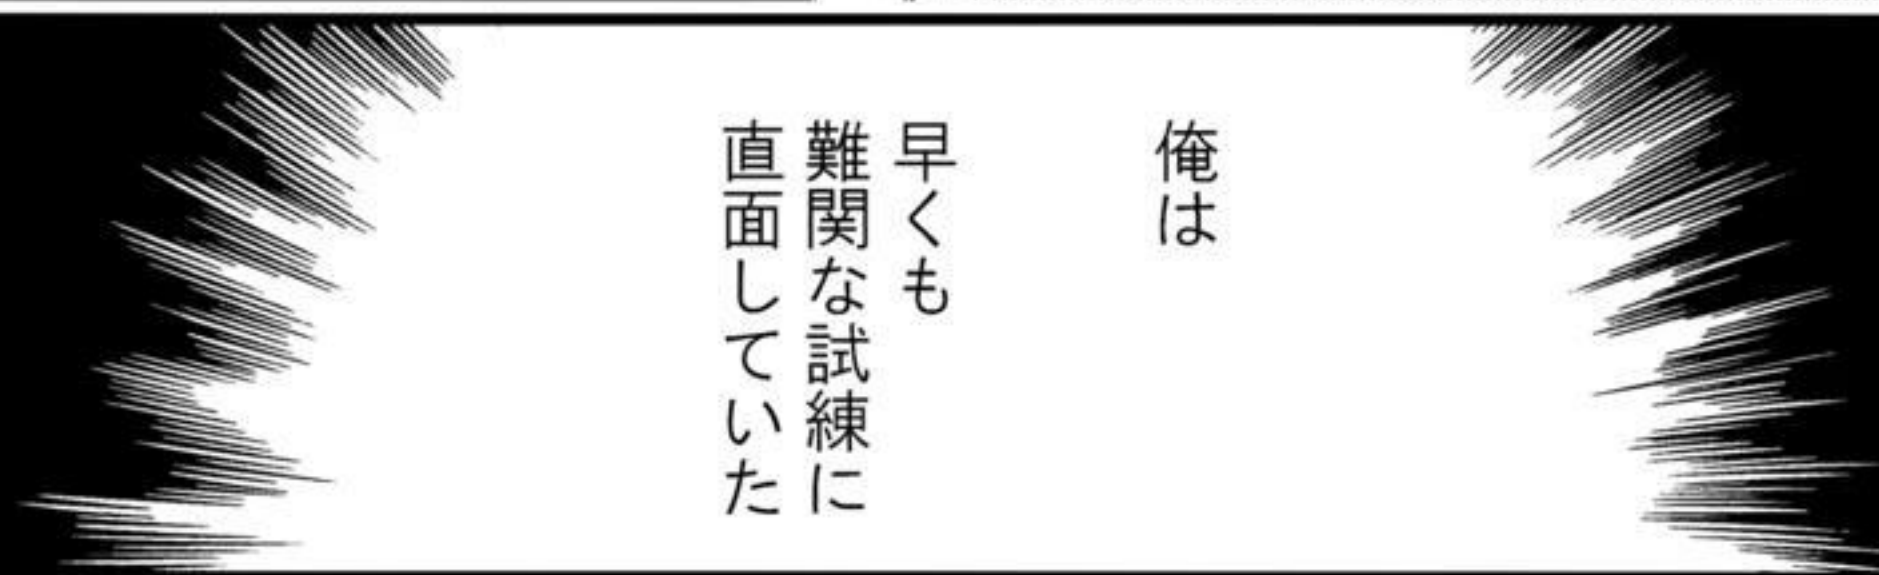 俺は
早くも
難関な試練に
直面していた